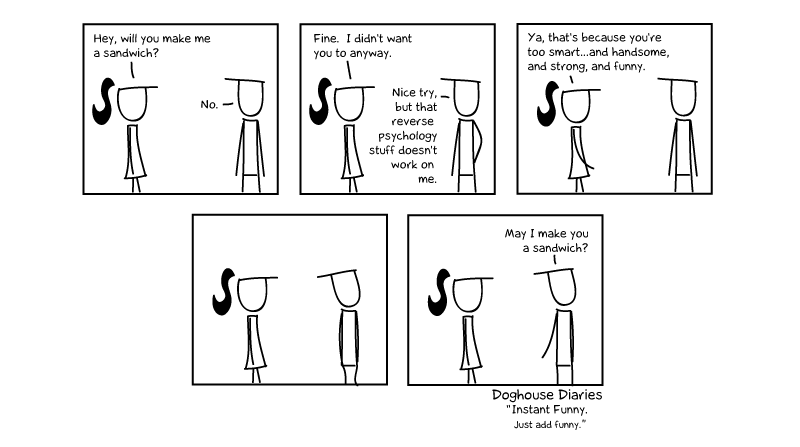 Hey, will you make me
a sandwich?
No.
Fine. I didn't want
you to anyway.
Nice try,
but that
reverse
psychology
stuff doesn't
work on
me.
Ya, that's because you're
too smart...and handsome,
and strong, and funny.
May I make you
a sandwich?
Doghouse Diaries
"Instant Funny.
Just add funny."